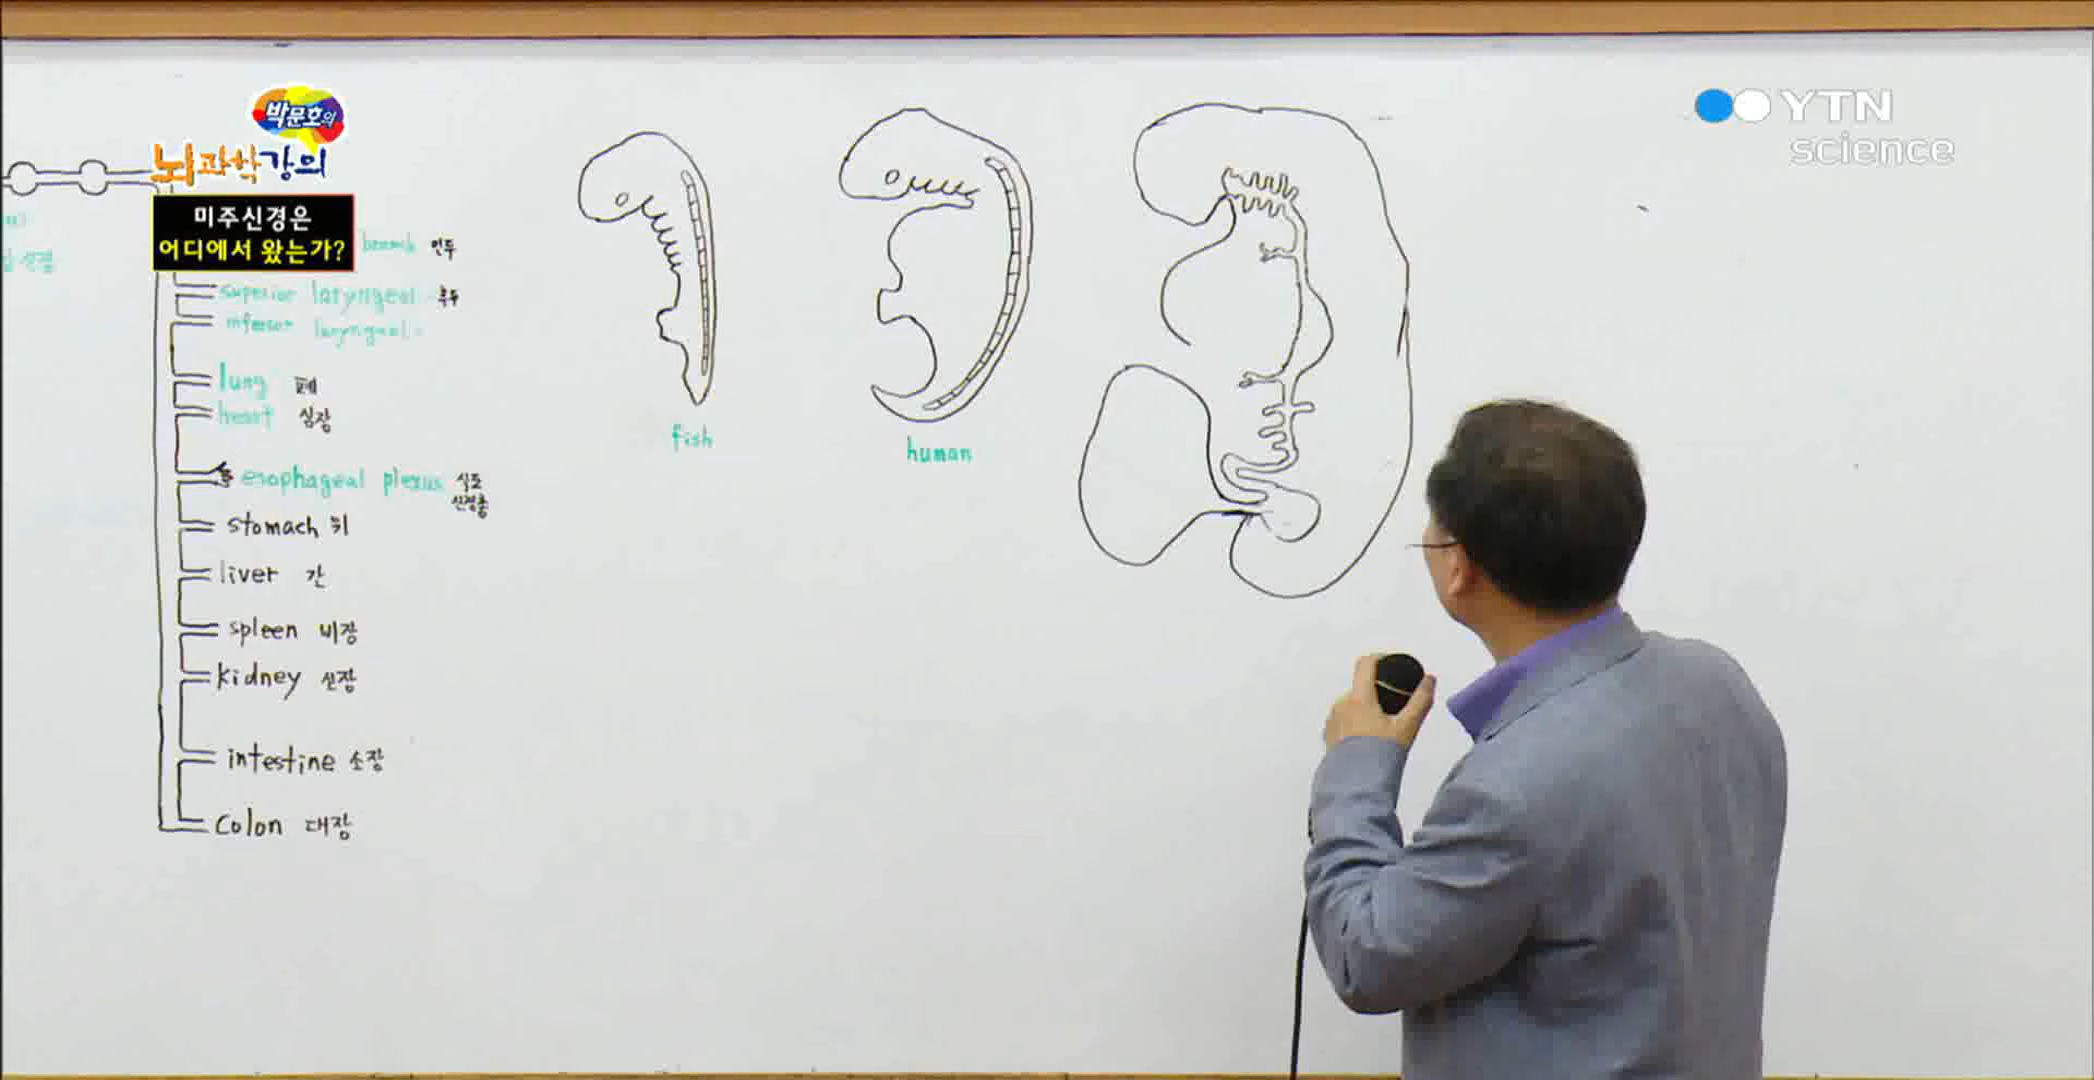 박문호의
뇌과학강의
미주신경은
어디에서 왔는가?
YTN
science
branch 인두
superior laryngeal 후두
inferior laryngeal
lung 폐
heart 심장
esophageal plexus 식도
신경총
stomach 위
liver 간
spleen 비장
kidney 신장
intestine 소장
colon 대장
fish
human